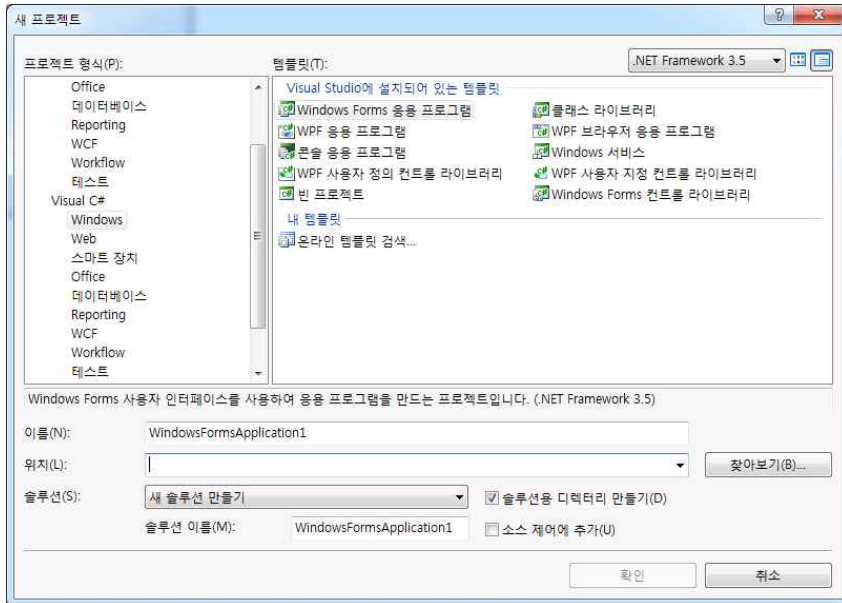 새 프로젝트
프로젝트 형식(P):
템플릿(T):
.NET Framework 3.5
Office
데이터베이스
Reporting
WCF
Workflow
테스트
Visual C#
Windows
Web
스마트 장치
Office
데이터베이스
Reporting
WCF
Workflow
테스트
Visual Studio에 설치되어 있는 템플릿
Windows Forms 응용 프로그램
클래스 라이브러리
WPF 응용 프로그램
WPF 브라우저 응용 프로그램
콘솔 응용 프로그램
Windows 서비스
WPF 사용자 정의 컨트롤 라이브러리
WPF 사용자 지정 컨트롤 라이브러리
빈 프로젝트
Windows Forms 컨트롤 라이브러리
내 템플릿
온라인 템플릿 검색...
Windows Forms 사용자 인터페이스를 사용하여 응용 프로그램을 만드는 프로젝트입니다. (.NET Framework 3.5)
이름(N):
WindowsFormsApplication1
위치(L):
찾아보기(B)...
솔루션(S):
새 솔루션 만들기
솔루션용 디렉터리 만들기(D)
솔루션 이름(M):
WindowsFormsApplication1
소스 제어에 추가(U)
확인
취소